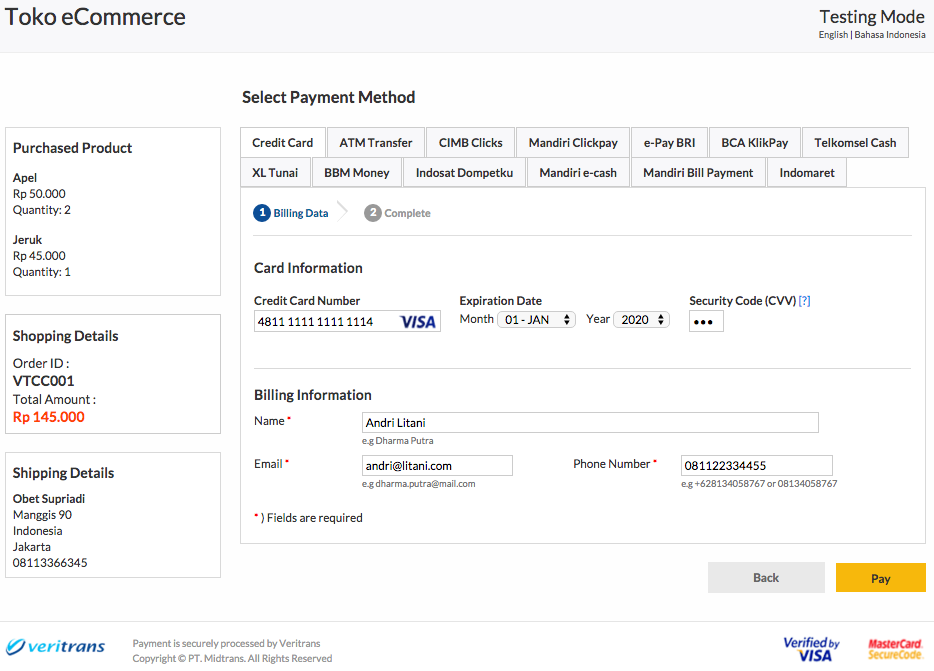 Toko eCommerce
Testing Mode
English | Bahasa Indonesia
Select Payment Method
Purchased Product
Apel
Rp 50.000
Quantity: 2
Jeruk
Rp 45.000
Quantity: 1
Shopping Details
Order ID :
VTCC001
Total Amount :
Rp 145.000
Shipping Details
Obet Supriadi
Manggis 90
Indonesia
Jakarta
08113366345
Credit Card ATM Transfer CIMB Clicks Mandiri Clickpay e-Pay BRI BCA KlikPay Telkomsel Cash
XL Tunai BBM Money Indosat Dompetku Mandiri e-cash Mandiri Bill Payment Indomaret
1 Billing Data 2 Complete
Card Information
Credit Card Number Expiration Date Security Code (CVV) [?]
4811 1111 1111 1114 VISA Month 01 - JAN Year 2020 •••
Billing Information
Name * Andri Litani
e.g Dharma Putra
Email * andri@litani.com Phone Number * 081122334455
e.g dharma.putra@mail.com e.g +628134058767 or 08134058767
* ) Fields are required
Back Pay
veritrans
Payment is securely processed by Veritrans
Copyright © PT. Midtrans. All Rights Reserved
Verified by
VISA
MasterCard.
SecureCode.